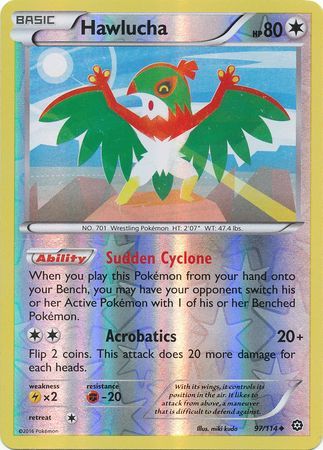 BASIC
Hawlucha HP80
NO. 701 Wrestling Pokémon HT: 2'07" WT: 47.4 lbs.
Ability Sudden Cyclone
When you play this Pokémon from your hand onto
your Bench, you may have your opponent switch his
or her Active Pokémon with 1 of his or her Benched
Pokémon.
Acrobatics 20+
Flip 2 coins. This attack does 20 more damage for
each heads.
weakness resistance
×2 -20
retreat
With its wings, it controls its
position in the air. It likes to
attack from above, a maneuver
that is difficult to defend against.
©2016 Pokémon
Illus. miki kudo 97/114